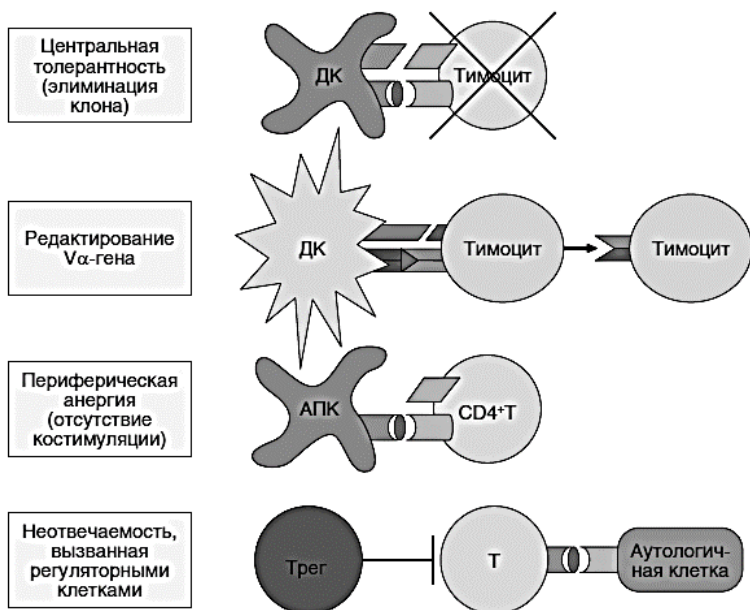 Центральная
толерантность
(элиминация
клона)
ДК
Тимоцит
Редактирование
Vα-гена
ДК
Тимоцит
Тимоцит
Периферическая
анергия
(отсутствие
костимуляции)
АПК
CD4⁺T
Неотвечаемость,
вызванная
регуляторными
клетками
Трег
Т
Аутологич-
ная клетка